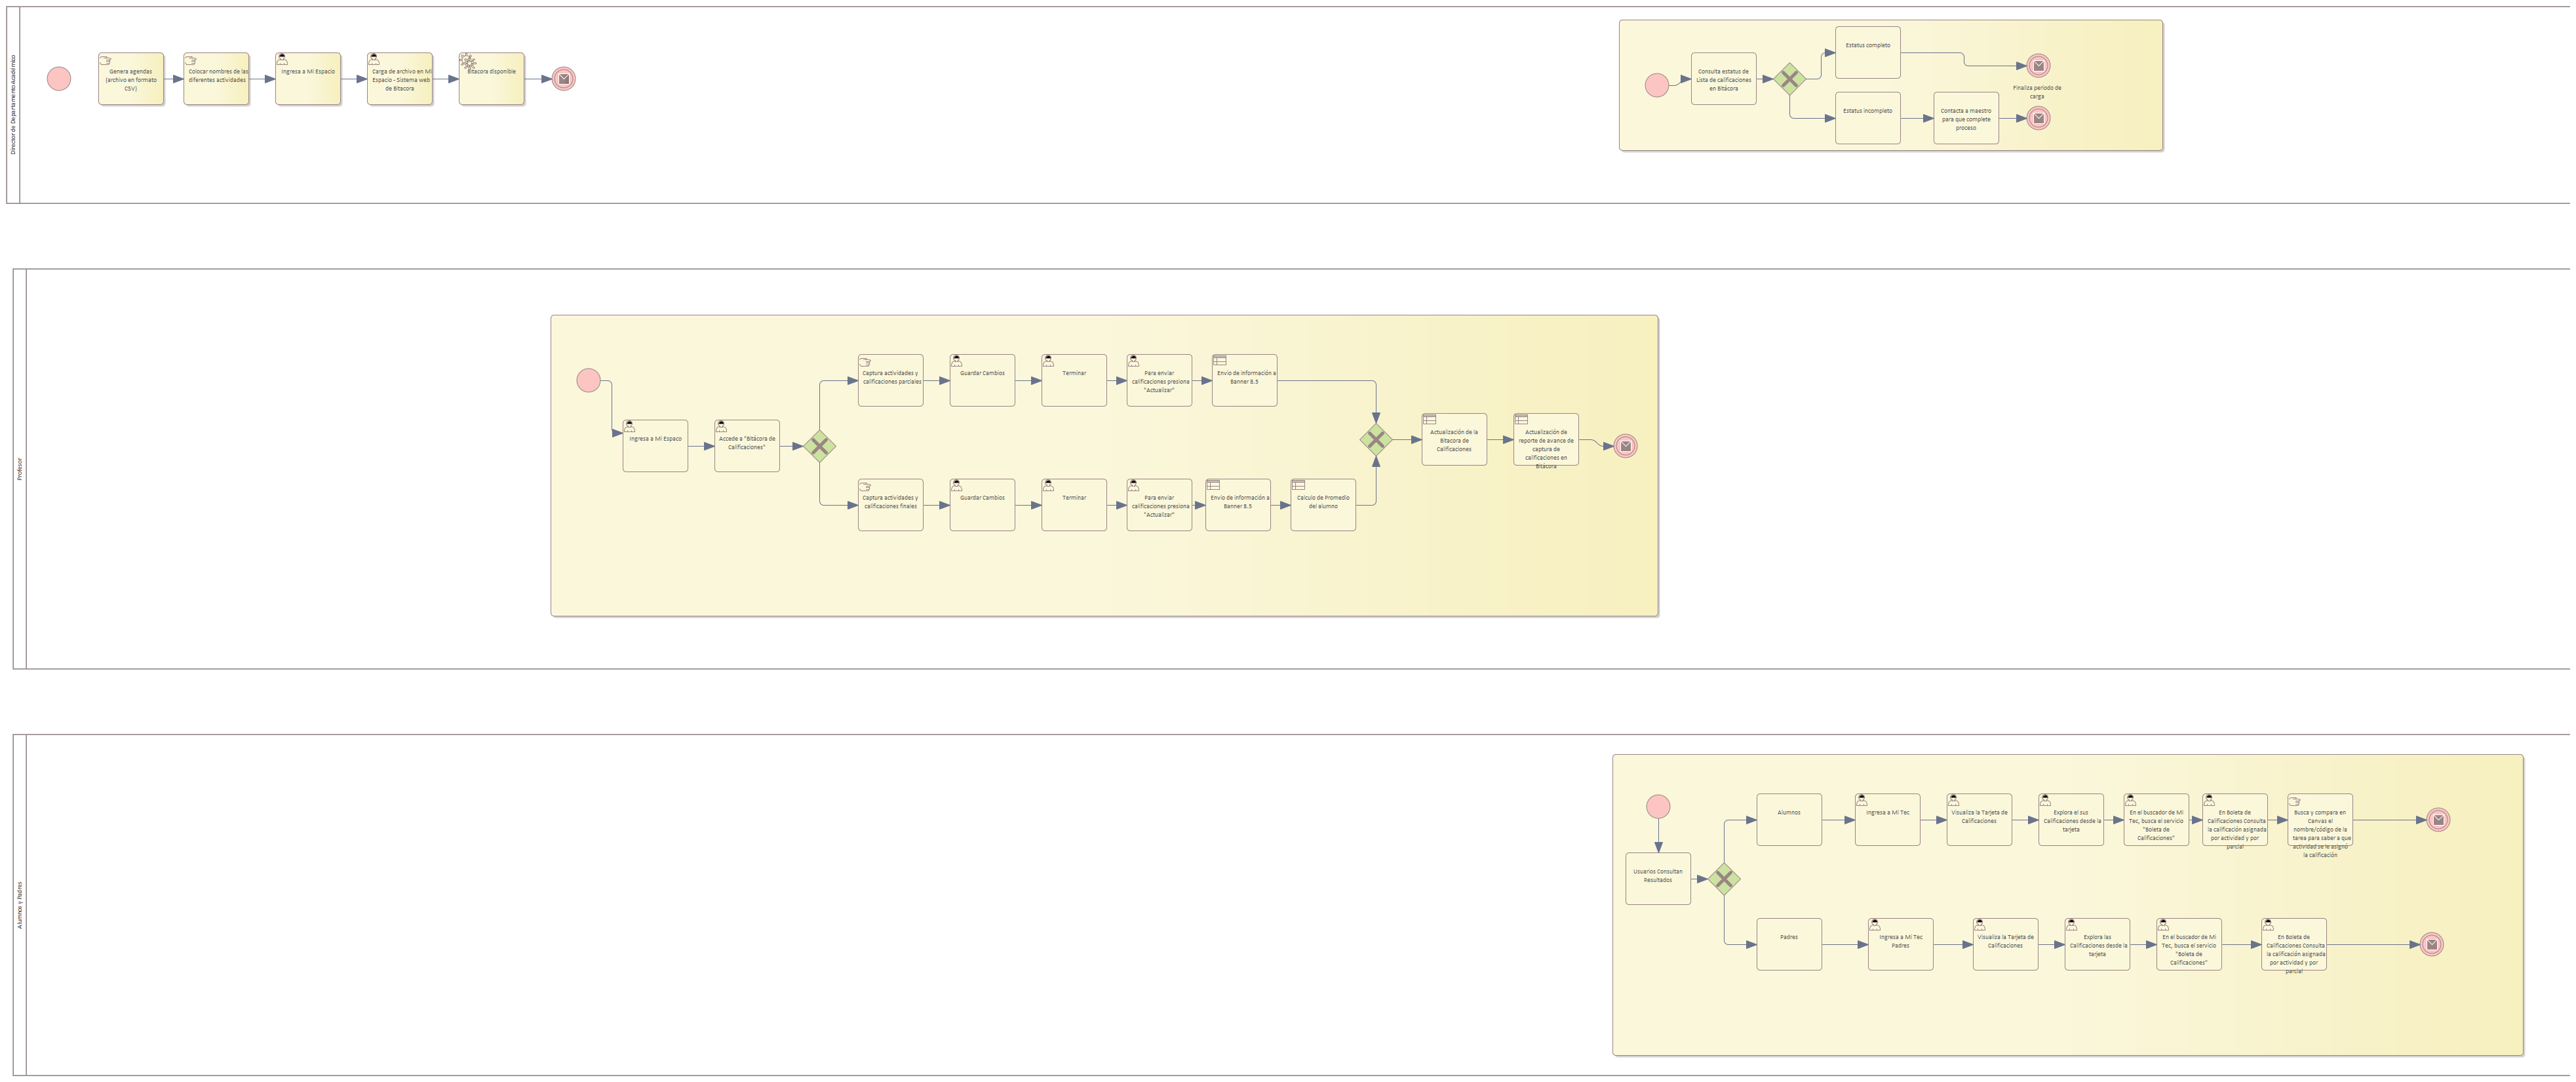 Director de Departamento Académico
Genera agendas
(archivo en formato
CSV)
Colocar nombres de las
diferentes actividades
Ingresa a Mi Espacio
Carga de archivo en Mi
Espacio - Sistema web
de Bitacora
Bitacora disponible
Consulta estatus de
Lista de calificaciones
en Bitácora
Estatus completo
Estatus incompleto
Contacta a maestro
para que complete
proceso
Finaliza periodo de
carga
Profesor
Ingresa a Mi Espaco
Accede a "Bitácora de
Calificaciones"
Captura actividades y
calificaciones parciales
Guardar Cambios
Terminar
Para enviar
calificaciones presiona
"Actualizar"
Envío de información a
Banner 8.5
Captura actividades y
calificaciones finales
Guardar Cambios
Terminar
Para enviar
calificaciones presiona
"Actualizar"
Envío de información a
Banner 8.5
Calculo de Promedio
del alumno
Actualización de la
Bitacora de
Calificaciones
Actualización de
reporte de avance de
captura de
calificaciones en
Bitácora
Alumnos y Padres
Usuarios Consultan
Resultados
Alumnos
Ingresa a Mi Tec
Visualiza la Tarjeta de
Calificaciones
Explora el sus
Calificaciones desde la
tarjeta
En el buscador de Mi
Tec, busca el servicio
"Boleta de
Calificaciones"
En Boleta de
Calificaciones Consulta
la calificación asignada
por actividad y por
parcial
Busca y compara en
Canvas el
nombre/código de la
tarea para saber a que
actividad se le asignó
la calificación
Padres
Ingresa a Mi Tec
Padres
Visualiza la Tarjeta de
Calificaciones
Explora las
Calificaciones desde la
tarjeta
En el buscador de Mi
Tec, busca el servicio
"Boleta de
Calificaciones"
En Boleta de
Calificaciones Consulta
la calificación asignada
por actividad y por
parcial